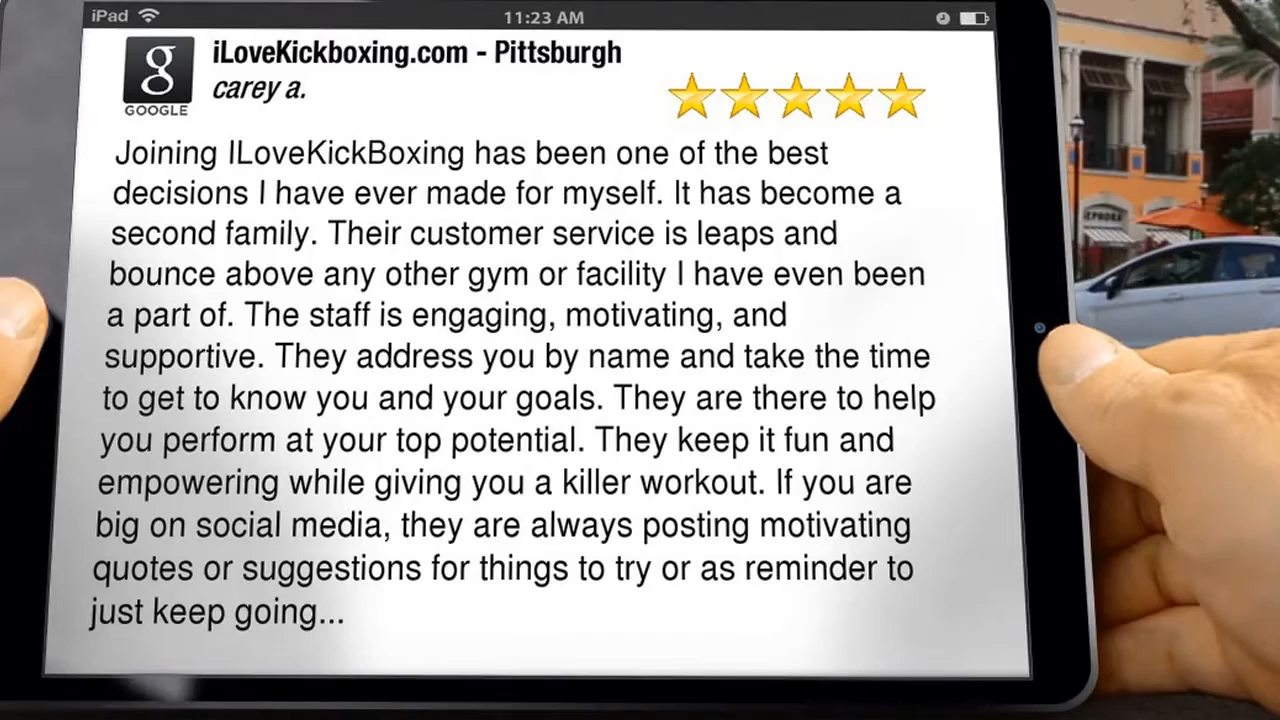 iPad
11:23 AM
iLoveKickboxing.com - Pittsburgh
g
GOOGLE
carey a.
Joining ILoveKickBoxing has been one of the best
decisions I have ever made for myself. It has become a
second family. Their customer service is leaps and
bounce above any other gym or facility I have even been
a part of. The staff is engaging, motivating, and
supportive. They address you by name and take the time
to get to know you and your goals. They are there to help
you perform at your top potential. They keep it fun and
empowering while giving you a killer workout. If you are
big on social media, they are always posting motivating
quotes or suggestions for things to try or as reminder to
just keep going...
SEPHORA